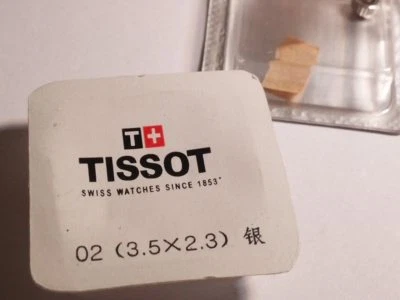 T+
TISSOT
SWISS WATCHES SINCE 1853
02 (3.5×2.3) 银